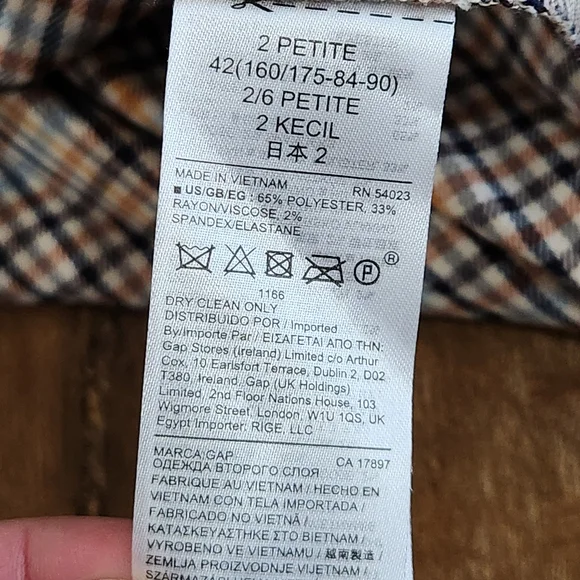 2 PETITE
42(160/175-84-90)
2/6 PETITE
2 KECIL
日本 2
MADE IN VIETNAM RN 54023
■ US/GB/EG : 65% POLYESTER, 33%
RAYON/VISCOSE, 2%
SPANDEX/ELASTANE
P ®
1166
DRY CLEAN ONLY
DISTRIBUIDO POR / Imported
By/Importe Par / ΕΙΣΑΓΕΤΑΙ ΑΠΟ ΤΗΝ:
Gap Stores (Ireland) Limited c/o Arthur
Cox, 10 Earlsfort Terrace, Dublin 2, D02
T380, Ireland. Gap (UK Holdings)
Limited, 2nd Floor Nations House, 103
Wigmore Street, London, W1U 1QS, UK
Egypt Importer: RIGE, LLC
MARCA:GAP CA 17897
ОДЕЖДА ВТОРОГО СЛОЯ
FABRIQUE AU VIETNAM / HECHO EN
VIETNAM CON TELA IMPORTADA /
FABRICADO NO VIETNÃ /
ΚΑΤΑΣΚΕΥΑΣΤΗΚΕ ΣΤΟ ΒΙΕΤΝΑΜ /
VYROBENO VE VIETNAMU / 越南製造 /
ZEMLJA PROIZVODNJE VIJETNAM /
SZÁRMAZÁSI